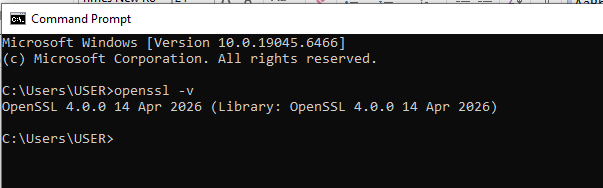 Command Prompt
Microsoft Windows [Version 10.0.19045.6466]
(c) Microsoft Corporation. All rights reserved.
C:\Users\USER>openssl -v
OpenSSL 4.0.0 14 Apr 2026 (Library: OpenSSL 4.0.0 14 Apr 2026)
C:\Users\USER>